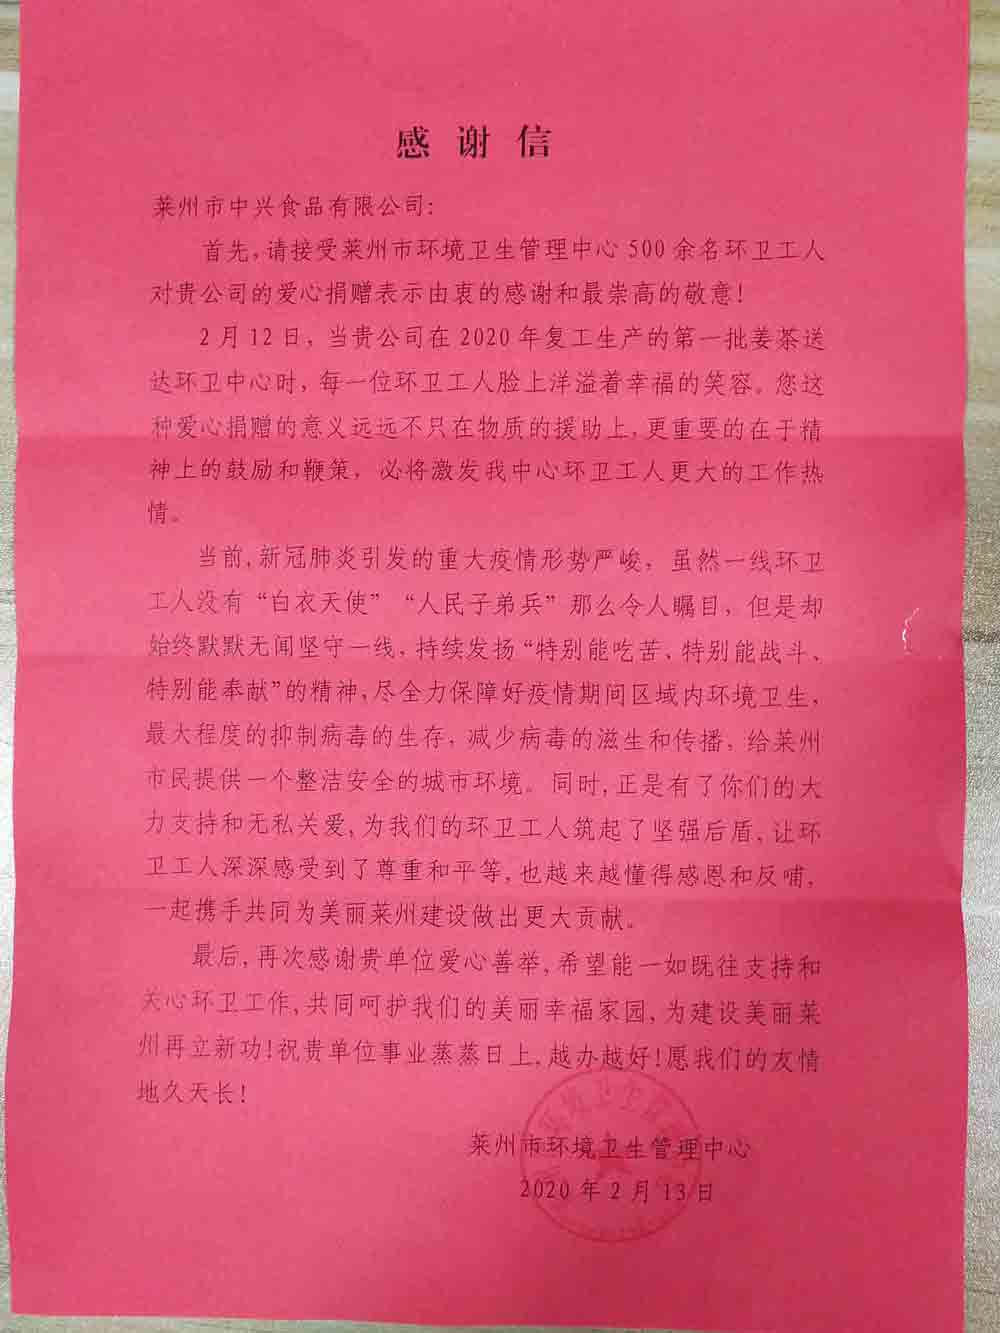 感谢信
莱州市中兴食品有限公司:
首先,请接受莱州市环境卫生管理中心500余名环卫工人
对贵公司的爱心捐赠表示由衷的感谢和最崇高的敬意!
2月12日,当贵公司在2020年复工生产的第一批姜茶送
达环卫中心时,每一位环卫工人脸上洋溢着幸福的笑容。您这
种爱心捐赠的意义远远不只在物质的援助上,更重要的在于精
神上的鼓励和鞭策,必将激发我中心环卫工人更大的工作热
情。
当前,新冠肺炎引发的重大疫情形势严峻,虽然一线环卫
工人没有“白衣天使”“人民子弟兵”那么令人瞩目,但是却
始终默默无闻坚守一线,持续发扬“特别能吃苦、特别能战斗、
特别能奉献”的精神,尽全力保障好疫情期间区域内环境卫生,
最大程度的抑制病毒的生存,减少病毒的滋生和传播,给莱州
市民提供一个整洁安全的城市环境。同时,正是有了你们的大
力支持和无私关爱,为我们的环卫工人筑起了坚强后盾,让环
卫工人深深感受到了尊重和平等,也越来越懂得感恩和反哺,
一起携手共同为美丽莱州建设做出更大贡献。
最后,再次感谢贵单位爱心善举,希望能一如既往支持和
关心环卫工作,共同呵护我们的美丽幸福家园,为建设美丽莱
州再立新功!祝贵单位事业蒸蒸日上,越办越好!愿我们的友情
地久天长!
莱州市环境卫生管理中心
2020年2月13日